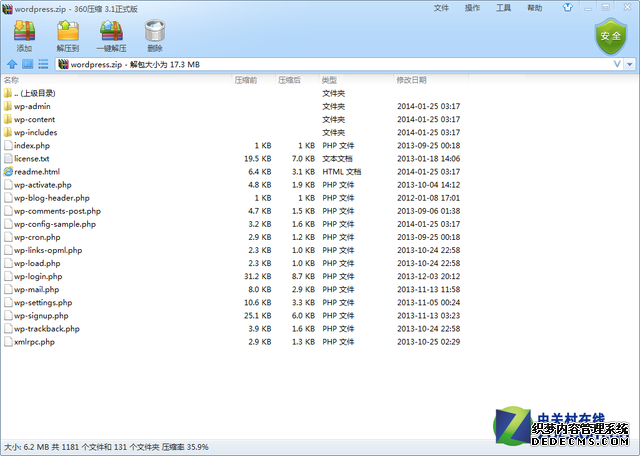 wordpress.zip - 360压缩 3.1正式版 文件 操作 工具 帮助
添加 解压到 一键解压 删除 安全
wordpress.zip - 解包大小为 17.3 MB
名称 压缩前 压缩后 类型 修改日期
.. (上级目录) 文件夹
wp-admin 文件夹 2014-01-25 03:17
wp-content 文件夹 2014-01-25 03:17
wp-includes 文件夹 2014-01-25 03:17
index.php 1 KB 1 KB PHP 文件 2013-09-25 00:18
license.txt 19.5 KB 7.0 KB 文本文档 2013-01-18 14:06
readme.html 6.4 KB 3.1 KB HTML 文档 2014-01-25 03:17
wp-activate.php 4.8 KB 1.9 KB PHP 文件 2013-10-04 14:12
wp-blog-header.php 1 KB 1 KB PHP 文件 2012-01-08 17:01
wp-comments-post.php 4.7 KB 1.5 KB PHP 文件 2013-09-06 01:38
wp-config-sample.php 3.2 KB 1.6 KB PHP 文件 2014-01-25 03:17
wp-cron.php 2.9 KB 1.2 KB PHP 文件 2013-09-25 00:18
wp-links-opml.php 2.3 KB 1.0 KB PHP 文件 2013-10-24 22:58
wp-load.php 2.3 KB 1.0 KB PHP 文件 2013-10-24 22:58
wp-login.php 31.2 KB 8.7 KB PHP 文件 2013-12-03 20:12
wp-mail.php 8.0 KB 2.9 KB PHP 文件 2013-11-13 11:58
wp-settings.php 10.6 KB 3.3 KB PHP 文件 2013-11-05 00:24
wp-signup.php 25.1 KB 6.0 KB PHP 文件 2013-11-13 03:23
wp-trackback.php 3.9 KB 1.6 KB PHP 文件 2013-10-24 22:58
xmlrpc.php 2.9 KB 1.3 KB PHP 文件 2013-10-25 02:29
中关村在线
织梦内容管理系统
DEDECMS.COM
大小: 6.2 MB 共 1181 个文件和 131 个文件夹 压缩率 35.9%